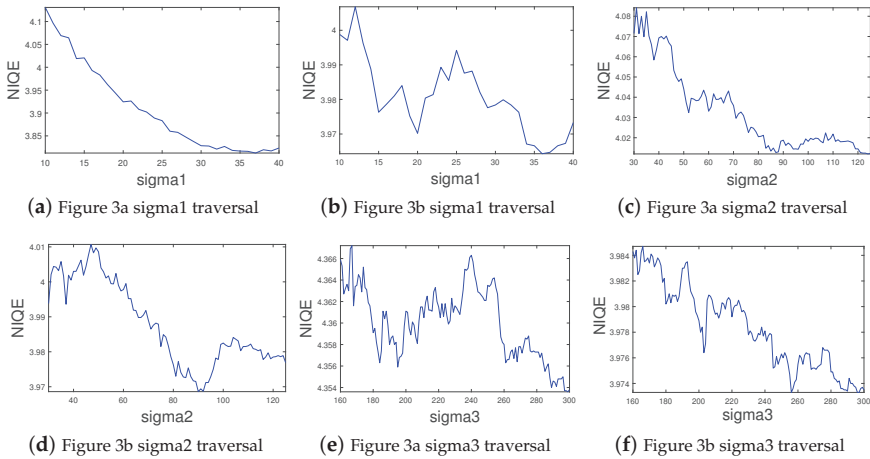 NIQE
4.1
4.05
4
3.95
3.9
3.85
10 15 20 25 30 35 40
sigma1
(a) Figure 3a sigma1 traversal
NIQE
4
3.99
3.98
3.97
10 15 20 25 30 35 40
sigma1
(b) Figure 3b sigma1 traversal
NIQE
4.08
4.07
4.06
4.05
4.04
4.03
4.02
30 40 50 60 70 80 90 100 110 120
sigma2
(c) Figure 3a sigma2 traversal
NIQE
4.01
4
3.99
3.98
3.97
40 60 80 100 120
sigma2
(d) Figure 3b sigma2 traversal
NIQE
4.366
4.364
4.362
4.36
4.358
4.356
4.354
160 180 200 220 240 260 280 300
sigma3
(e) Figure 3a sigma3 traversal
NIQE
3.984
3.982
3.98
3.978
3.976
3.974
160 180 200 220 240 260 280 300
sigma3
(f) Figure 3b sigma3 traversal